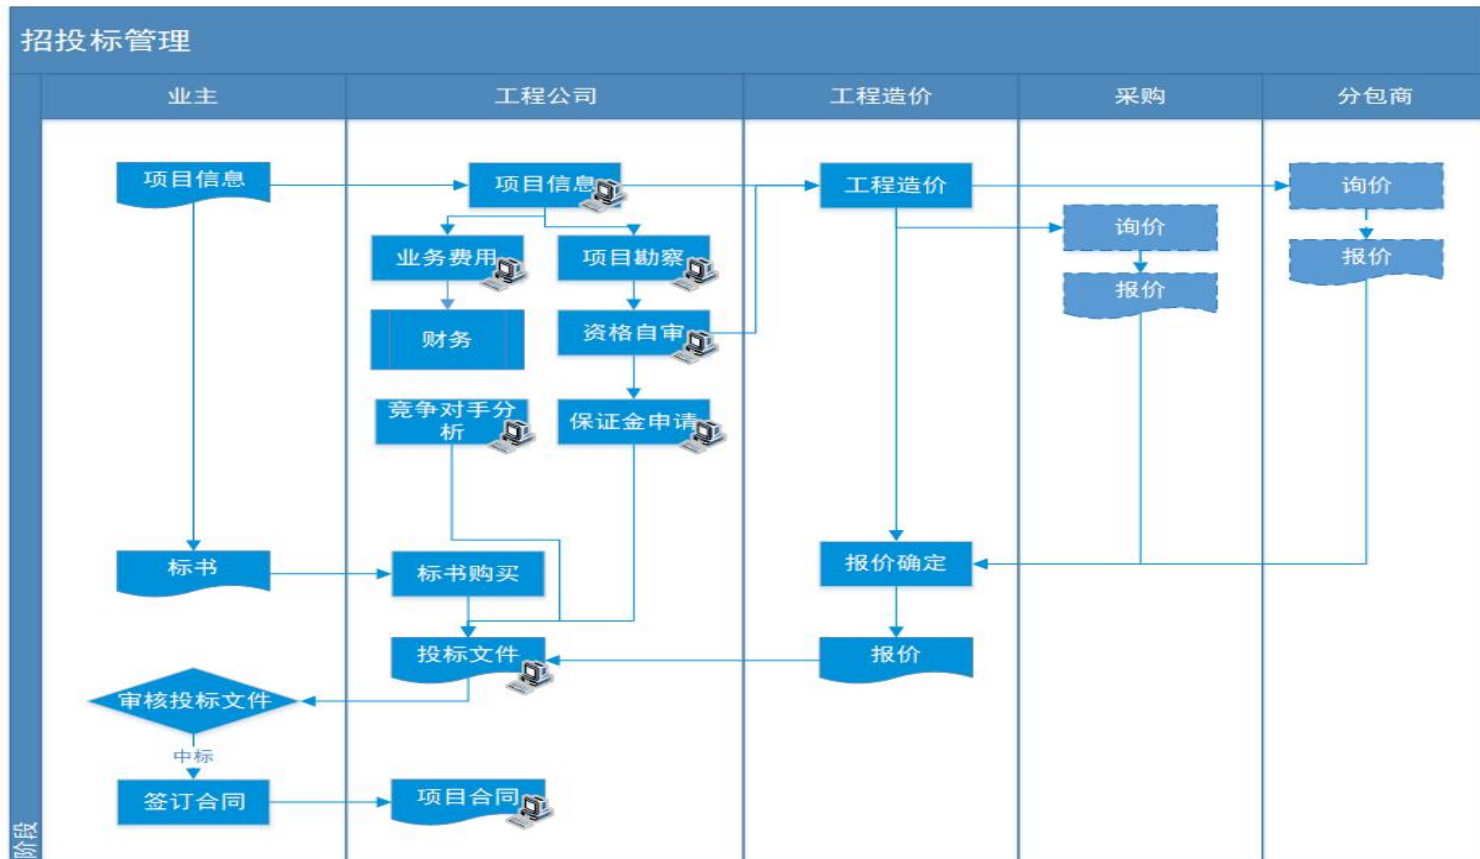 招投标管理
业主
工程公司
工程造价
采购
分包商
项目信息
项目信息
工程造价
询价
询价
业务费用
项目勘察
报价
报价
财务
资格自审
竞争对手分
析
保证金申请
标书
标书购买
报价确定
投标文件
报价
审核投标文件
中标
签订合同
项目合同
阶段